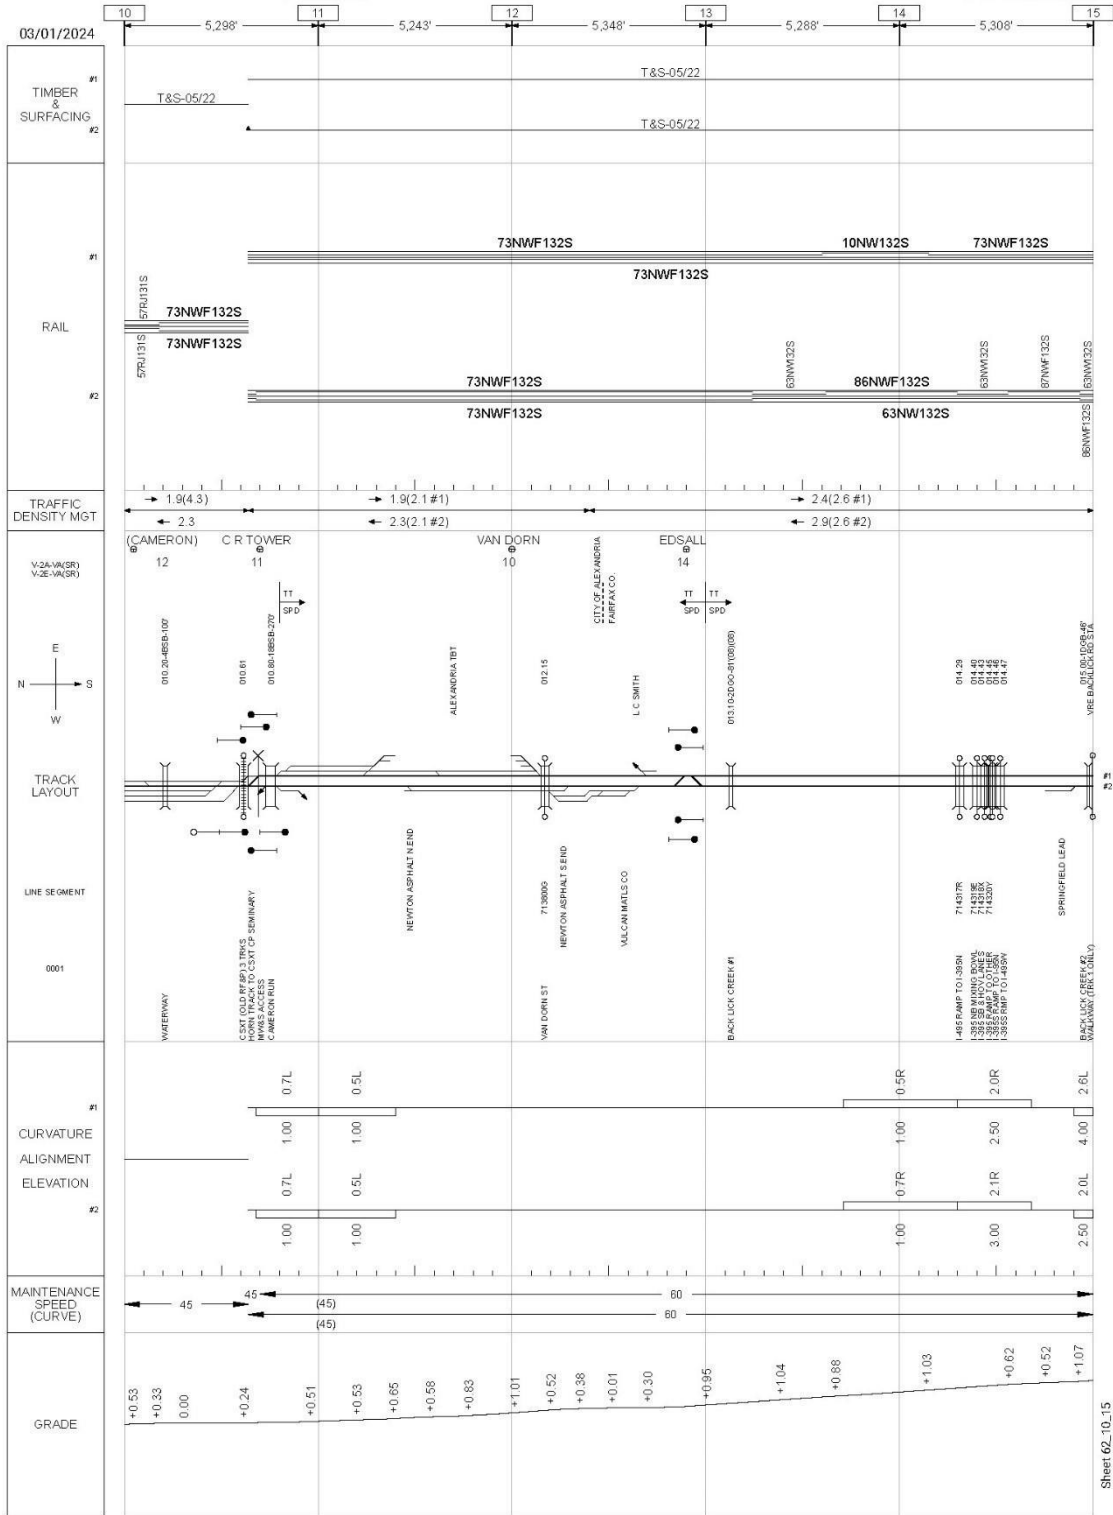 10 11 12 13 14 15
03/01/2024
5,298' 5,243' 5,348' 5,288' 5,308'
TIMBER
&
SURFACING
#1
#2
T&S-05/22
T&S-05/22
T&S-05/22
RAIL
#1
#2
73NWF132S 10NW132S 73NWF132S
73NWF132S
57RJ131S
73NWF132S
73NWF132S
57RJ131S
63NW132S
63NW132S
87NWF132S
63NW132S
73NWF132S 86NWF132S
73NWF132S 63NW132S
86NWF132S
TRAFFIC
DENSITY MGT
1.9(4.3) 1.9(2.1 #1) 2.4(2.6 #1)
2.3 2.3(2.1 #2) 2.9(2.6 #2)
(CAMERON) C R TOWER VAN DORN EDSALL
12 11 10 14
V-2A-VA(SR)
V-2E-VA(SR)
TT
SPD
TT TT
SPD SPD
CITY OF ALEXANDRIA
FAIRFAX CO.
E
N S
W
010.20-4BSB-100'
010.61
010.80-18BSB-270'
ALEXANDRIA TBT
012.15
L C SMITH
013.10-2DGO-81'(08)(08)
014.29
014.40
014.43
014.45
014.46
014.47
015.00-1DGB-46'
VRE BACKLICK RD STA
TRACK
LAYOUT
#1
#2
LINE SEGMENT
0001
WATERWAY
CSXT (OLD RF&P) 3 TRKS
HORN TRACK TO CSXT CP SEMINARY
MW&S ACCESS
CAMERON RUN
NEWTON ASPHALT N.END
VAN DORN ST 713800G
NEWTON ASPHALT S.END
VULCAN MATLS CO
BACK LICK CREEK #1
I-495 RAMP TO I-395N 714317R
I-395 NB MIXING BOWL 714319E
I-395 SB & HOV LANES 714318X
I-395 RAMP TO OTHER 714320Y
I-395S RAMP TO I-95N
I-395S RMP TO I-495W
SPRINGFIELD LEAD
BACK LICK CREEK #2
WALKWAY (TRK 1 ONLY)
CURVATURE
ALIGNMENT
ELEVATION
#1
#2
0.7L 0.5L 0.5R 2.0R 2.6L
1.00 1.00 1.00 2.50 4.00
0.7L 0.5L 0.7R 2.1R 2.0L
1.00 1.00 1.00 3.00 2.50
MAINTENANCE
SPEED
(CURVE)
45 45 (45) 60
(45) 60
GRADE
+0.53 +0.33 0.00 +0.24 +0.51 +0.53 +0.65 +0.58 +0.83 +1.01 +0.52 +0.38 +0.01 +0.30 +0.95 +1.04 +0.88 +1.03 +0.62 +0.52 +1.07
Sheet 62_10_15